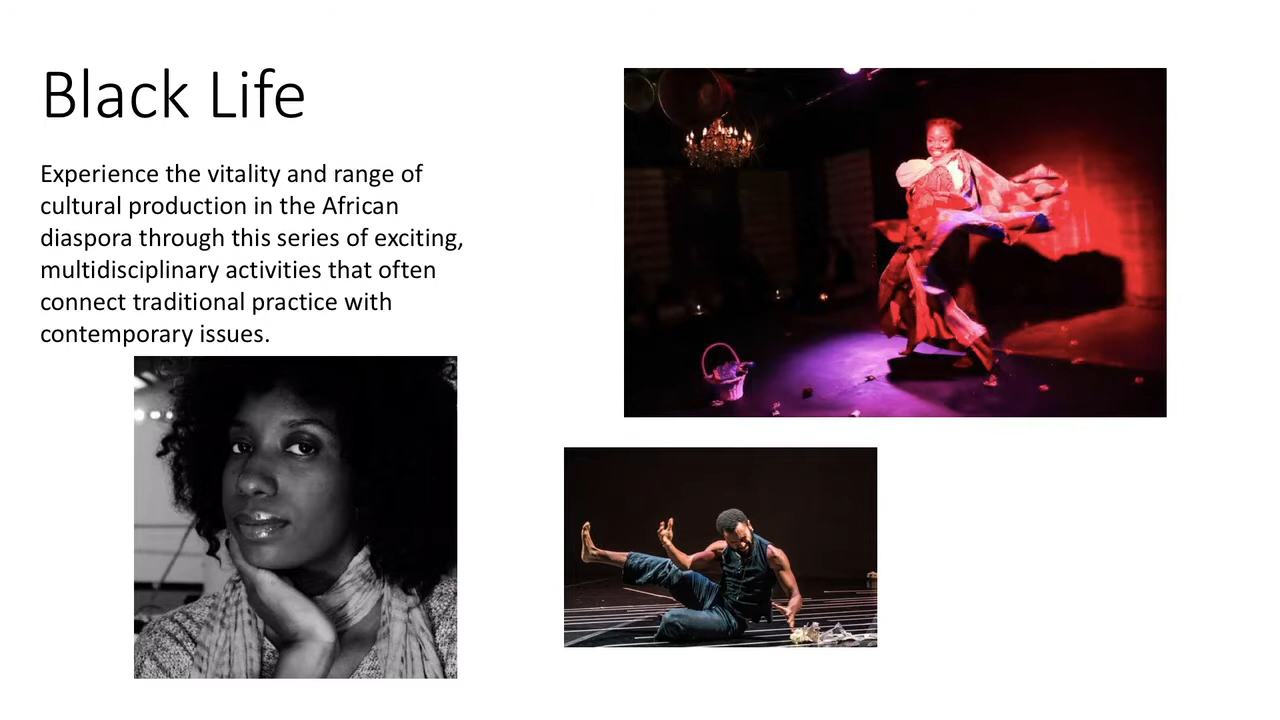 Black Life
Experience the vitality and range of
cultural production in the African
diaspora through this series of exciting,
multidisciplinary activities that often
connect traditional practice with
contemporary issues.